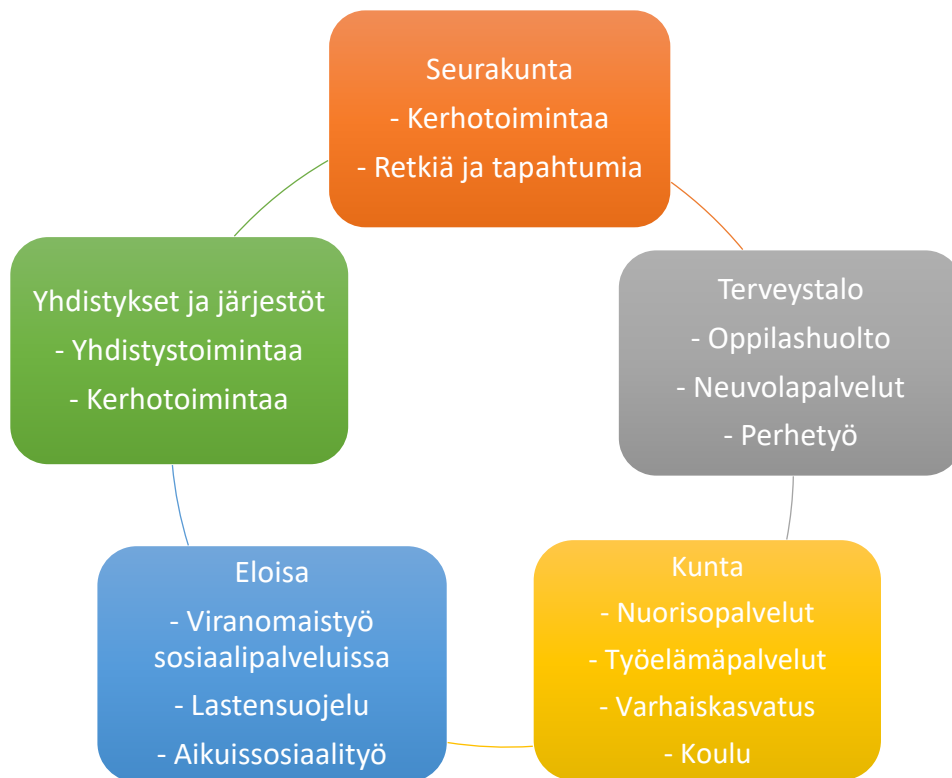 Seurakunta
- Kerhotoimintaa
- Retkiä ja tapahtumia
Terveystalo
- Oppilashuolto
- Neuvolapalvelut
- Perhetyö
Kunta
- Nuorisopalvelut
- Työelämäpalvelut
- Varhaiskasvatus
- Koulu
Eloisa
- Viranomaistyö
sosiaalipalveluissa
- Lastensuojelu
- Aikuissosiaalityö
Yhdistykset ja järjestöt
- Yhdistystoimintaa
- Kerhotoimintaa